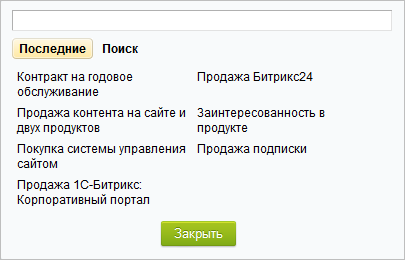 Последние Поиск
Контракт на годовое
обслуживание
Продажа Битрикс24
Продажа контента на сайте и
двух продуктов
Заинтересованность в
продукте
Покупка системы управления
сайтом
Продажа подписки
Продажа 1С-Битрикс:
Корпоративный портал
Закрыть